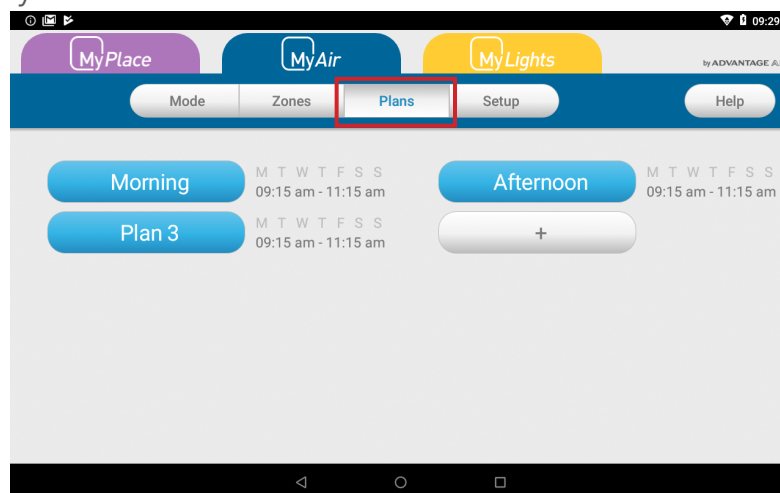 09:29
MyPlace MyAir MyLights by ADVANTAGE
Mode Zones Plans Setup Help
Morning M T W T F S S Afternoon M T W T F S S
09:15 am - 11:15 am 09:15 am - 11:15 am
Plan 3 M T W T F S S +
09:15 am - 11:15 am